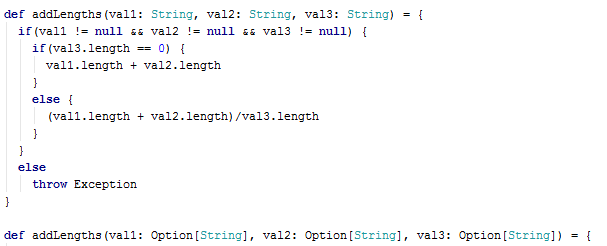 def addLengths(val1: String, val2: String, val3: String) = {
if(val1 != null && val2 != null && val3 != null) {
if(val3.length == 0) {
val1.length + val2.length
}
else {
(val1.length + val2.length)/val3.length
}
}
else
throw Exception
}
def addLengths(val1: Option[String], val2: Option[String], val3: Option[String]) = {